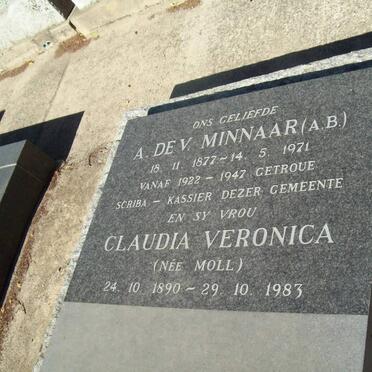 ONS GELIEFDE
A. DE V. MINNAAR (A.B.)
18. 11. 1877 – 14. 5. 1971
VANAF 1922 – 1947 GETROUE
SCRIBA – KASSIER DEZER GEMEENTE
EN SY VROU
CLAUDIA VERONICA
(NÉE MOLL)
24. 10. 1890 – 29. 10. 1983